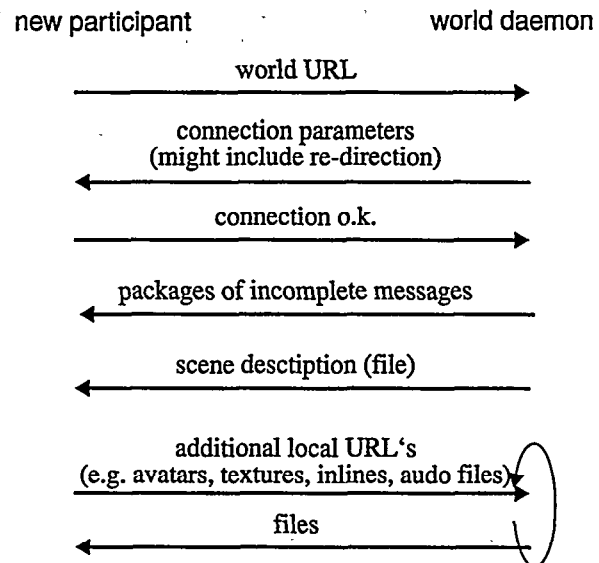 new participant world daemon
world URL
connection parameters
(might include re-direction)
connection o.k.
packages of incomplete messages
scene desctiption (file)
additional local URL‘s
(e.g. avatars, textures, inlines, audo files)
files